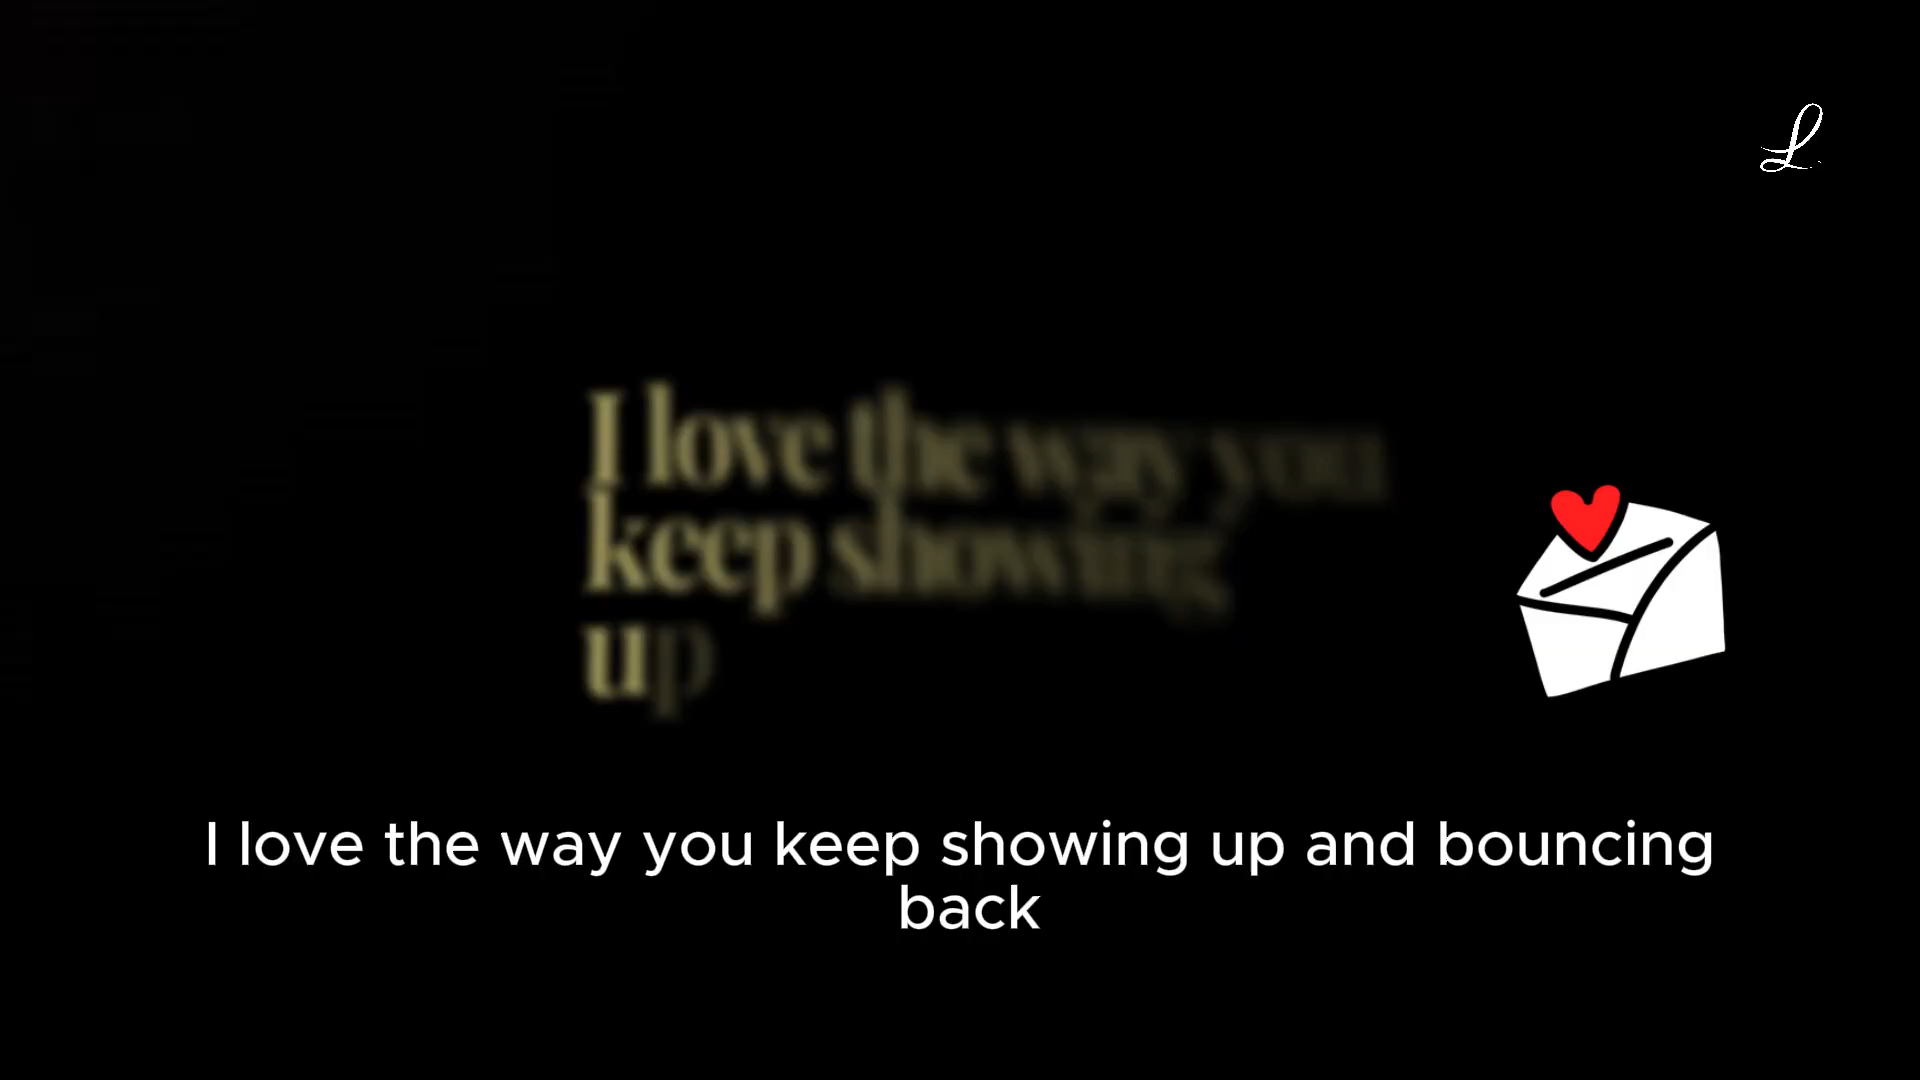 L
I love the way you
keep showing
up
I love the way you keep showing up and bouncing
back